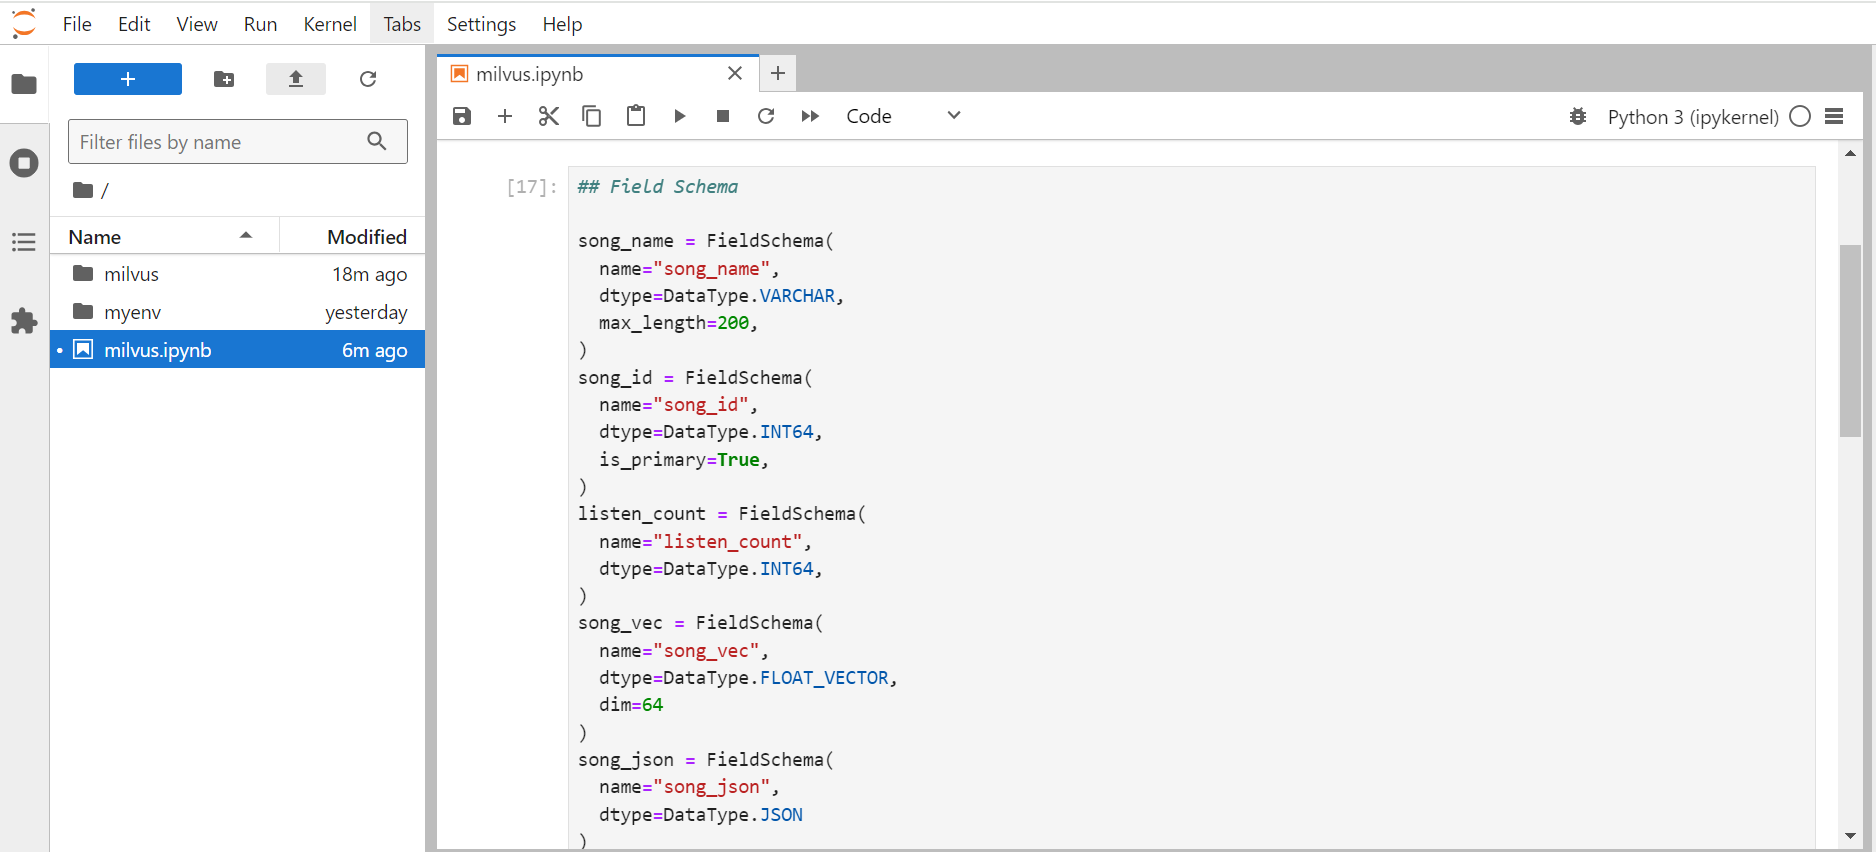 File Edit View Run Kernel Tabs Settings Help
Filter files by name
/
Name Modified
milvus 18m ago
myenv yesterday
milvus.ipynb 6m ago
milvus.ipynb
Code
Python 3 (ipykernel)
[17]:
## Field Schema
song_name = FieldSchema(
name="song_name",
dtype=DataType.VARCHAR,
max_length=200,
)
song_id = FieldSchema(
name="song_id",
dtype=DataType.INT64,
is_primary=True,
)
listen_count = FieldSchema(
name="listen_count",
dtype=DataType.INT64,
)
song_vec = FieldSchema(
name="song_vec",
dtype=DataType.FLOAT_VECTOR,
dim=64
)
song_json = FieldSchema(
name="song_json",
dtype=DataType.JSON
)